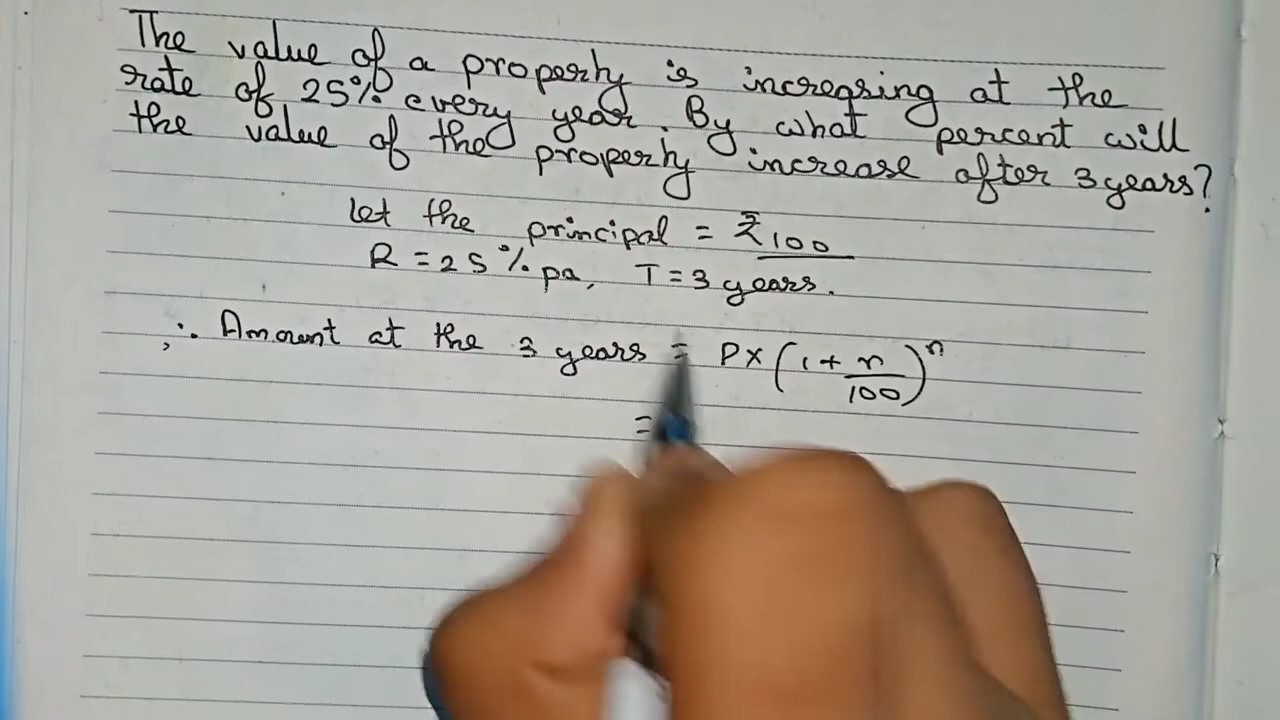 The value of a property is increasing at the
rate of 25% every year. By what percent will
the value of the property increase after 3 years?
Let the principal = ₹100
R = 25% pa, T = 3 years.
∴ Amount at the 3 years = P × (1 + r/100)^n
=